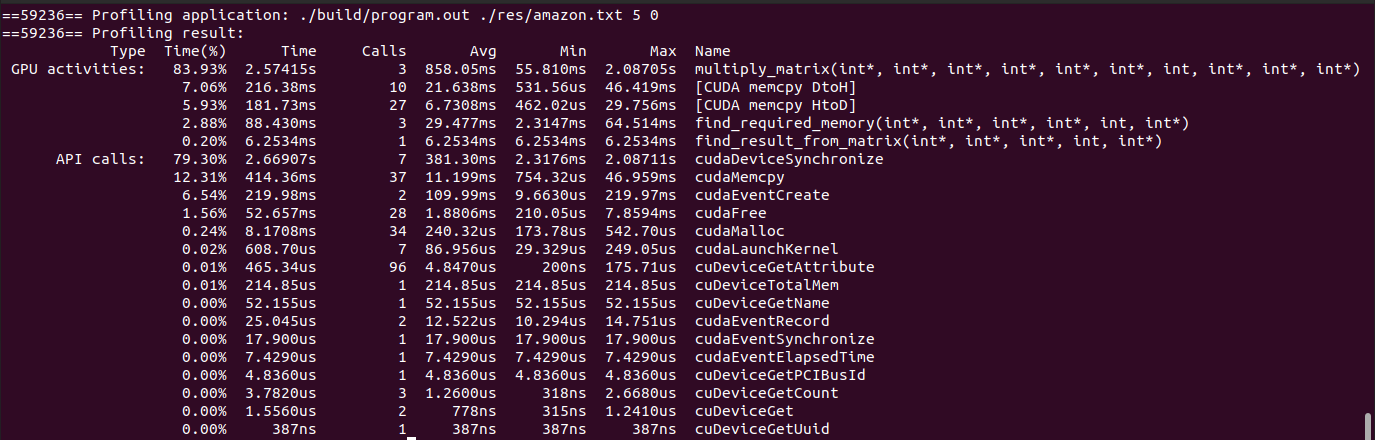 ==59236== Profiling application: ./build/program.out ./res/amazon.txt 5 0
==59236== Profiling result:
            Type  Time(%)      Time     Calls       Avg       Min       Max  Name
 GPU activities:   83.93%  2.57415s         3  858.05ms  55.810ms  2.08705s  multiply_matrix(int*, int*, int*, int*, int*, int*, int, int*, int*, int*)
                    7.06%  216.38ms        10  21.638ms  531.56us  46.419ms  [CUDA memcpy DtoH]
                    5.93%  181.73ms        27  6.7308ms  462.02us  29.756ms  [CUDA memcpy HtoD]
                    2.88%  88.430ms         3  29.477ms  2.3147ms  64.514ms  find_required_memory(int*, int*, int*, int*, int, int*)
                    0.20%  6.2534ms         1  6.2534ms  6.2534ms  6.2534ms  find_result_from_matrix(int*, int*, int*, int, int*)
      API calls:   79.30%  2.66907s         7  381.30ms  2.3176ms  2.08711s  cudaDeviceSynchronize
                   12.31%  414.36ms        37  11.199ms  754.32us  46.959ms  cudaMemcpy
                    6.54%  219.98ms         2  109.99ms  9.6630us  219.97ms  cudaEventCreate
                    1.56%  52.657ms        28  1.8806ms  210.05us  7.8594ms  cudaFree
                    0.24%  8.1708ms        34  240.32us  173.78us  542.70us  cudaMalloc
                    0.02%  608.70us         7  86.956us  29.329us  249.05us  cudaLaunchKernel
                    0.01%  465.34us        96  4.8470us     200ns  175.71us  cuDeviceGetAttribute
                    0.01%  214.85us         1  214.85us  214.85us  214.85us  cuDeviceTotalMem
                    0.00%  52.155us         1  52.155us  52.155us  52.155us  cuDeviceGetName
                    0.00%  25.045us         2  12.522us  10.294us  14.751us  cudaEventRecord
                    0.00%  17.900us         1  17.900us  17.900us  17.900us  cudaEventSynchronize
                    0.00%  7.4290us         1  7.4290us  7.4290us  7.4290us  cudaEventElapsedTime
                    0.00%  4.8360us         1  4.8360us  4.8360us  4.8360us  cuDeviceGetPCIBusId
                    0.00%  3.7820us         3  1.2600us     318ns  2.6680us  cuDeviceGetCount
                    0.00%  1.5560us         2     778ns     315ns  1.2410us  cuDeviceGet
                    0.00%     387ns         1     387ns     387ns     387ns  cuDeviceGetUuid